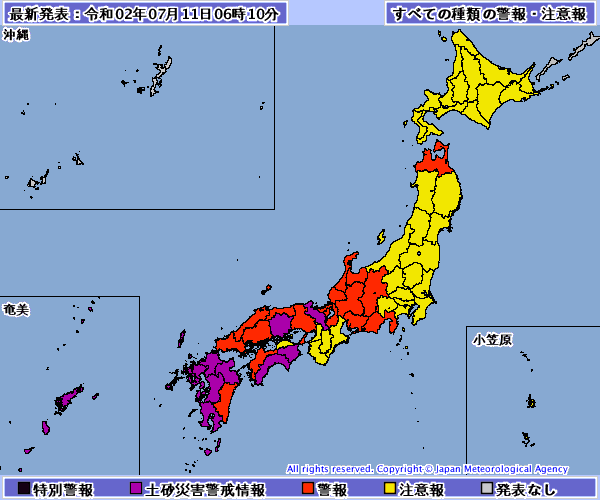 最新発表：令和02年07月11日06時10分
すべての種類の警報・注意報
沖縄
奄美
小笠原
All rights reserved. Copyright © Japan Meteorological Agency
特別警報
土砂災害警戒情報
警報
注意報
発表なし